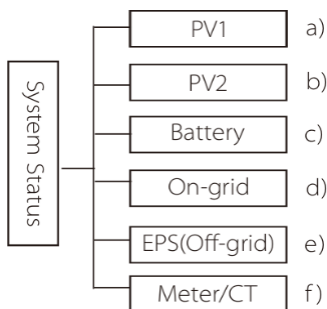 System Status
PV1 a)
PV2 b)
Battery c)
On-grid d)
EPS(Off-grid) e)
Meter/CT f)